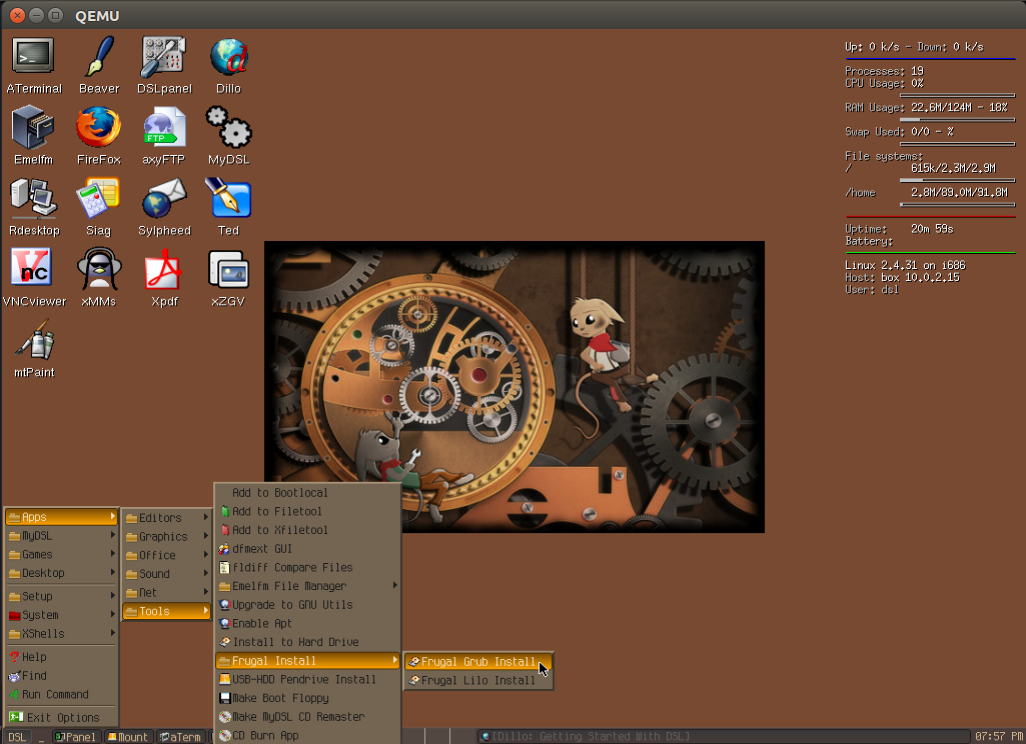 QEMU
ATerminal Beaver DSLpanel Dillo
FTP
Emelfm FireFox axyFTP MyDSL
Rdesktop Siag Sylpheed Ted
VNCviewer xMMs Xpdf xZGV
mtPaint
Up: 0 k/s - Down: 0 k/s
Processes: 19
CPU Usage: 0%
RAM Usage: 22.6M/124M - 18%
Swap Used: 0/0 - %
File systems:
/ 615k/2.3M/2.9M
/home 2.8M/89.0M/91.8M
Uptime: 20m 59s
Battery:
Linux 2.4.31 on i686
Host: box 10.0.2.15
User: dsl
Apps
MyDSL
Games
Desktop
Setup
System
XShells
Help
Find
Run Command
Exit Options
Editors
Graphics
Office
Sound
Net
Tools
Add to Bootlocal
Add to Filetool
Add to Xfiletool
dfmext GUI
fldiff Compare Files
Emelfm File Manager
Upgrade to GNU Utils
Enable Apt
Install to Hard Drive
Frugal Install
USB-HDD Pendrive Install
Make Boot Floppy
Make MyDSL CD Remaster
CD Burn App
Frugal Grub Install
Frugal Lilo Install
DSL _ Panel Mount aTerm [Dillo: Getting Started With DSL] 07:57 PM